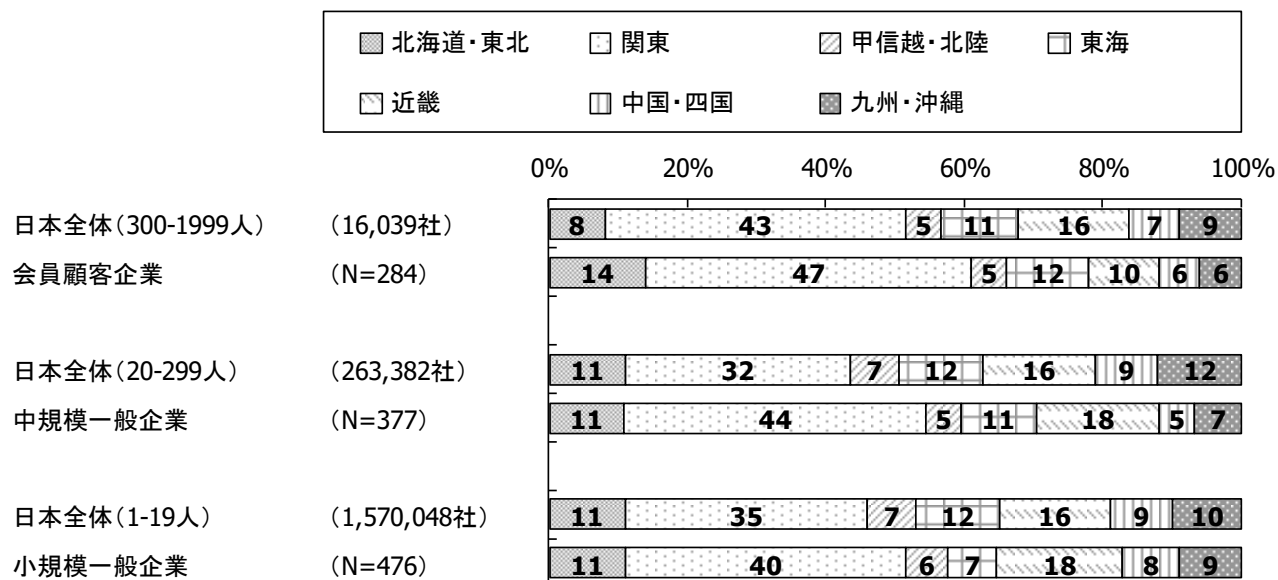 北海道・東北 関東 甲信越・北陸 東海
近畿 中国・四国 九州・沖縄
0% 20% 40% 60% 80% 100%
日本全体(300-1999人) (16,039社) 8 43 5 11 16 7 9
会員顧客企業 (N=284) 14 47 5 12 10 6 6
日本全体(20-299人) (263,382社) 11 32 7 12 16 9 12
中規模一般企業 (N=377) 11 44 5 11 18 5 7
日本全体(1-19人) (1,570,048社) 11 35 7 12 16 9 10
小規模一般企業 (N=476) 11 40 6 7 18 8 9